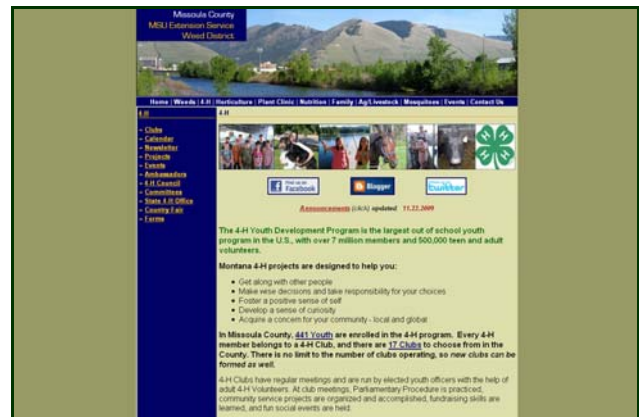 Missoula County
MSU Extension Service
Weed District
Home | Weeds | 4-H | Horticulture | Plant Clinic | Nutrition | Family | Ag/Livestock | Mosquitoes | Events | Contact Us
4-H
4-H
Clubs
Calendar
Newsletter
Projects
Events
Ambassadors
4-H Council
Committees
State 4-H Office
Country Fair
Forms
H H H H
Find us on
Facebook
Blogger
twitter
Announcements (click) updated 11.22.2009
The 4-H Youth Development Program is the largest out of school youth
program in the U.S., with over 7 million members and 500,000 teen and adult
volunteers.
Montana 4-H projects are designed to help you:
Get along with other people
Make wise decisions and take responsibility for your choices
Foster a positive sense of self
Develop a sense of curiosity
Acquire a concern for your community - local and global
In Missoula County, 441 Youth are enrolled in the 4-H program. Every 4-H
member belongs to a 4-H Club, and there are 17 Clubs to choose from in the
County. There is no limit to the number of clubs operating, so new clubs can be
formed as well.
4-H Clubs have regular meetings and are run by elected youth officers with the help of
adult 4-H Volunteers. At club meetings, Parliamentary Procedure is practiced,
community service projects are organized and accomplished, fundraising skills are
learned, and fun social events are held.